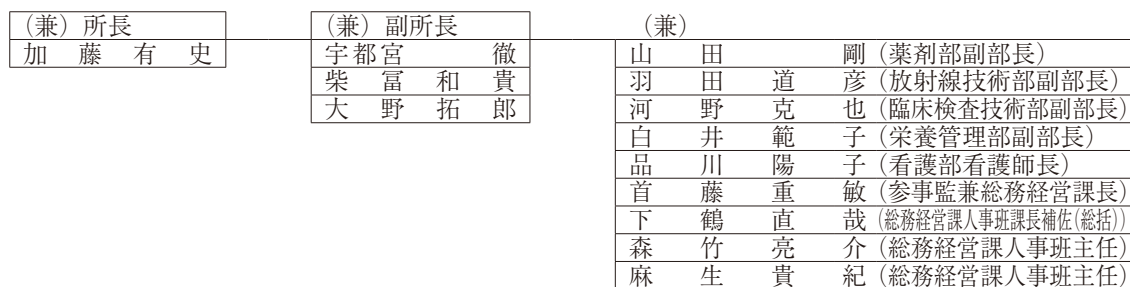 (兼) 所長
加藤有史
(兼) 副所長
宇都宮徹
柴冨和貴
大野拓郎
(兼)
山田剛(薬剤部副部長)
羽田道彦(放射線技術部副部長)
河野克也(臨床検査技術部副部長)
白井範子(栄養管理部副部長)
品川陽子(看護部看護師長)
首藤重敏(参事監兼総務経営課長)
下鶴直哉(総務経営課人事班課長補佐(総括))
森竹亮介(総務経営課人事班主任)
麻生貴紀(総務経営課人事班主任)